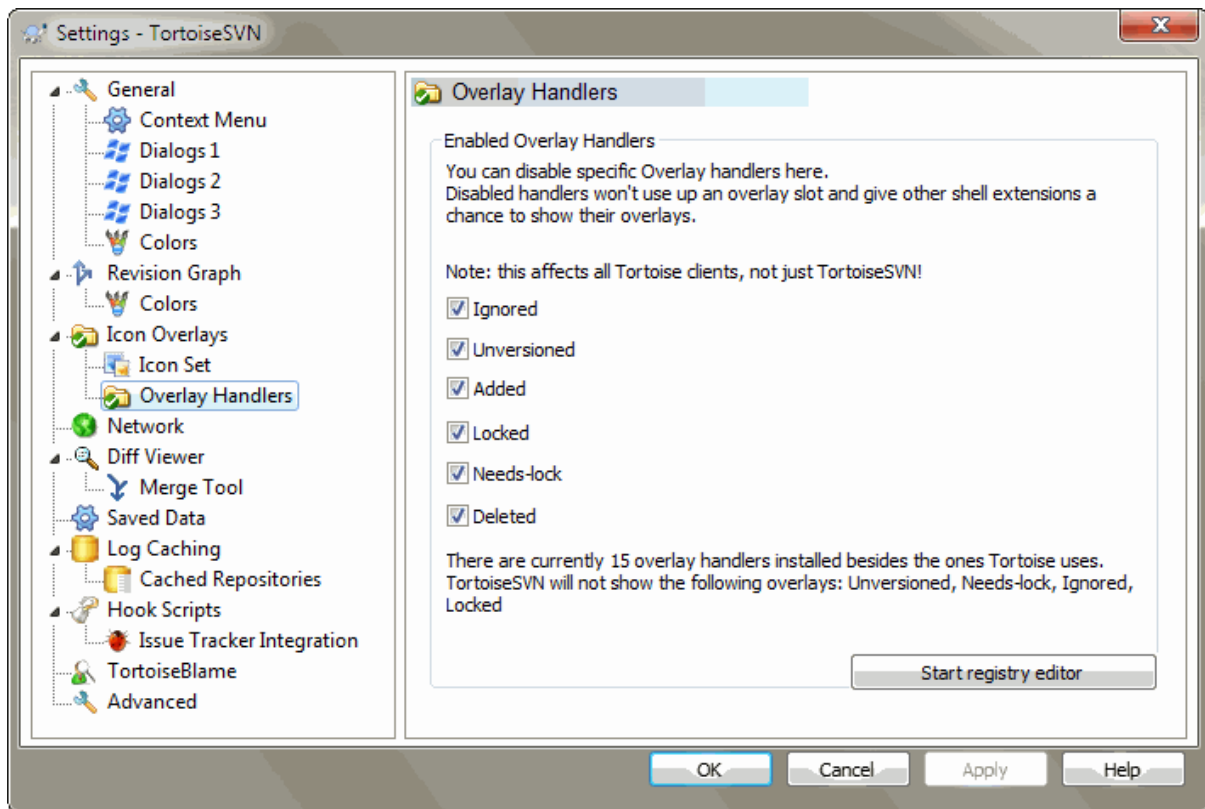 Settings - TortoiseSVN
General
Context Menu
Dialogs 1
Dialogs 2
Dialogs 3
Colors
Revision Graph
Colors
Icon Overlays
Icon Set
Overlay Handlers
Network
Diff Viewer
Merge Tool
Saved Data
Log Caching
Cached Repositories
Hook Scripts
Issue Tracker Integration
TortoiseBlame
Advanced
Overlay Handlers
Enabled Overlay Handlers
You can disable specific Overlay handlers here.
Disabled handlers won't use up an overlay slot and give other shell extensions a
chance to show their overlays.
Note: this affects all Tortoise clients, not just TortoiseSVN!
Ignored
Unversioned
Added
Locked
Needs-lock
Deleted
There are currently 15 overlay handlers installed besides the ones Tortoise uses.
TortoiseSVN will not show the following overlays: Unversioned, Needs-lock, Ignored,
Locked
Start registry editor
OK
Cancel
Apply
Help